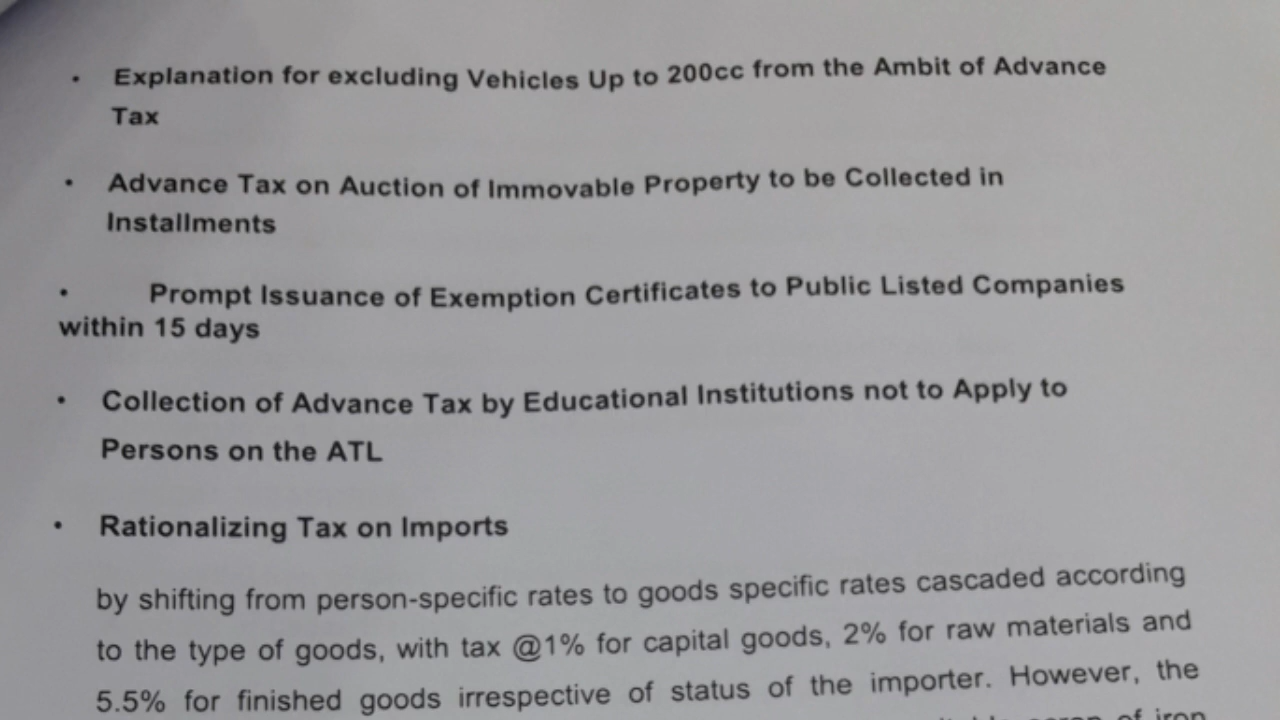 • Explanation for excluding Vehicles Up to 200cc from the Ambit of Advance
Tax
• Advance Tax on Auction of Immovable Property to be Collected in
Installments
• Prompt Issuance of Exemption Certificates to Public Listed Companies
within 15 days
• Collection of Advance Tax by Educational Institutions not to Apply to
Persons on the ATL
• Rationalizing Tax on Imports
by shifting from person-specific rates to goods specific rates cascaded according
to the type of goods, with tax @1% for capital goods, 2% for raw materials and
5.5% for finished goods irrespective of status of the importer. However, the
of iron